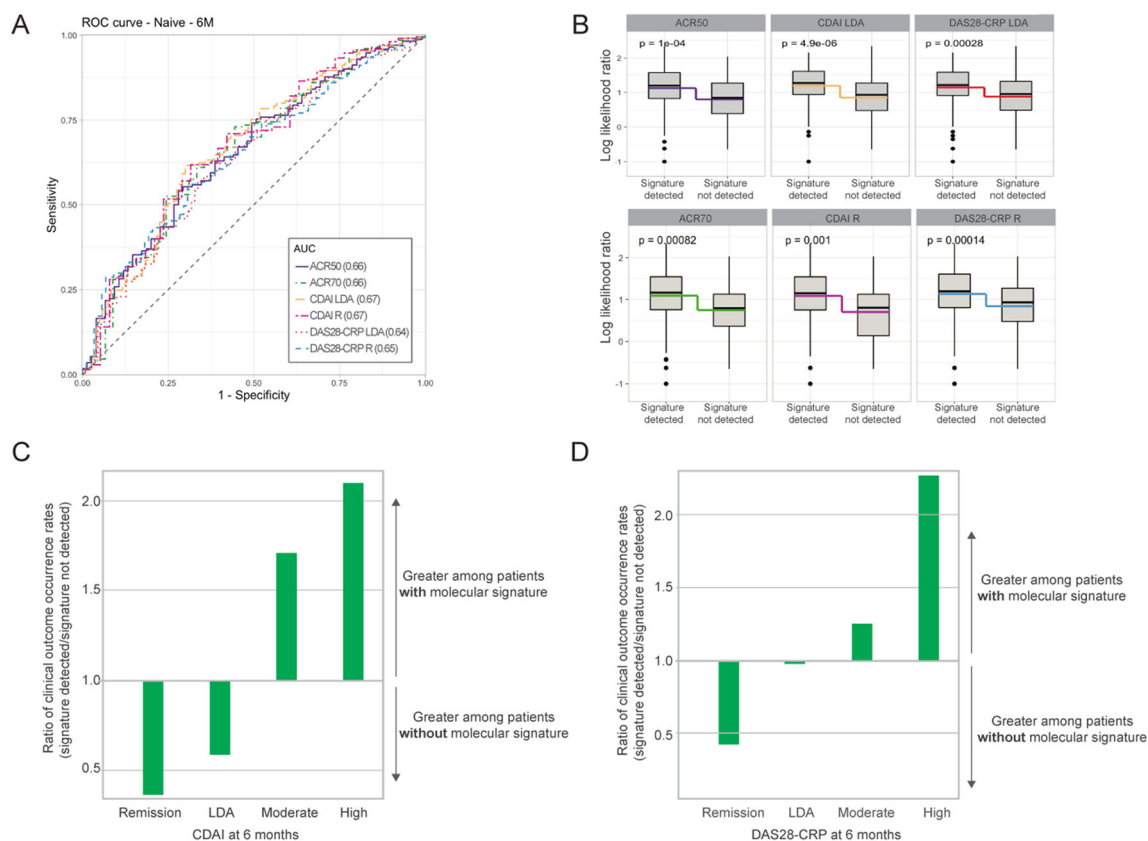 A
ROC curve - Naive - 6M
Sensitivity
1.00
0.75
0.50
0.25
0.00
0.00
0.25
0.50
0.75
1.00
1 - Specificity
AUC
ACR50 (0.66)
ACR70 (0.66)
CDAI LDA (0.67)
CDAI R (0.67)
DAS28-CRP LDA (0.64)
DAS28-CRP R (0.65)
B
ACR50
CDAI LDA
DAS28-CRP LDA
p = 1e-04
p = 4.9e-06
p = 0.00028
Log likelihood ratio
2
1
0
-1
Signature
detected
Signature
not detected
Signature
detected
Signature
not detected
Signature
detected
Signature
not detected
ACR70
CDAI R
DAS28-CRP R
p = 0.00082
p = 0.001
p = 0.00014
Log likelihood ratio
2
1
0
-1
Signature
detected
Signature
not detected
Signature
detected
Signature
not detected
Signature
detected
Signature
not detected
C
Ratio of clinical outcome occurrence rates
(signature detected/signature not detected)
2.0
1.5
1.0
0.5
Remission
LDA
Moderate
High
CDAI at 6 months
Greater among patients
with molecular signature
Greater among patients
without molecular signature
D
Ratio of clinical outcome occurrence rates
(signature detected/signature not detected)
2.0
1.5
1.0
0.5
Remission
LDA
Moderate
High
DAS28-CRP at 6 months
Greater among patients
with molecular signature
Greater among patients
without molecular signature